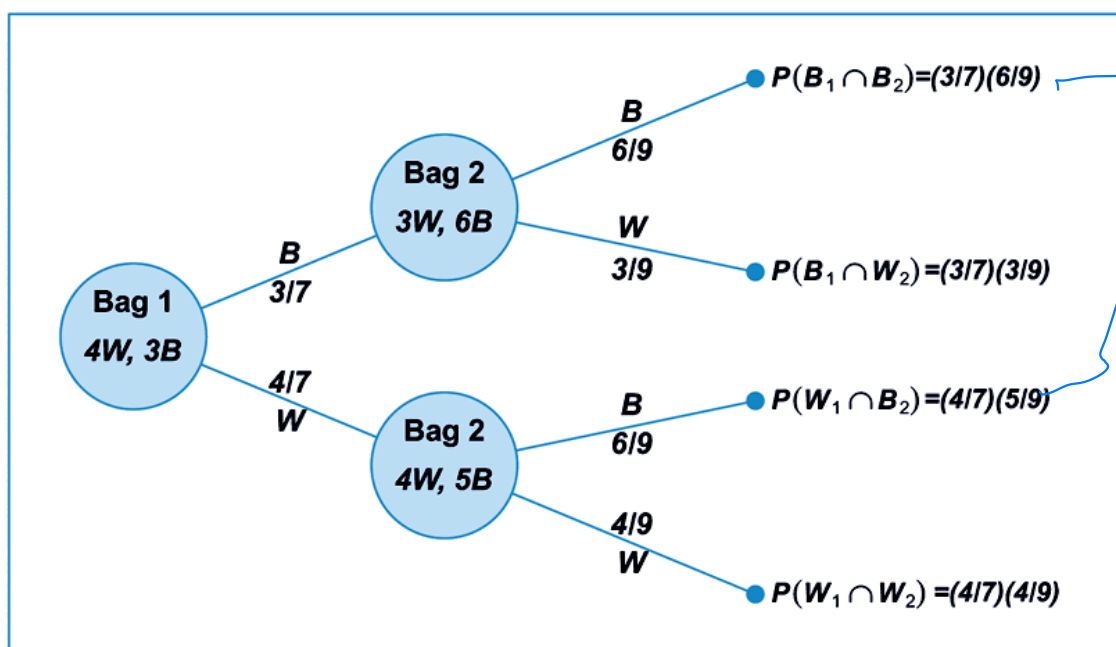 P(B₁ ∩ B₂)=(3/7)(6/9)
B
6/9
Bag 2
3W, 6B
W
3/9
P(B₁ ∩ W₂)=(3/7)(3/9)
B
3/7
Bag 1
4W, 3B
4/7
W
B
6/9
P(W₁ ∩ B₂)=(4/7)(5/9)
Bag 2
4W, 5B
4/9
W
P(W₁ ∩ W₂) =(4/7)(4/9)